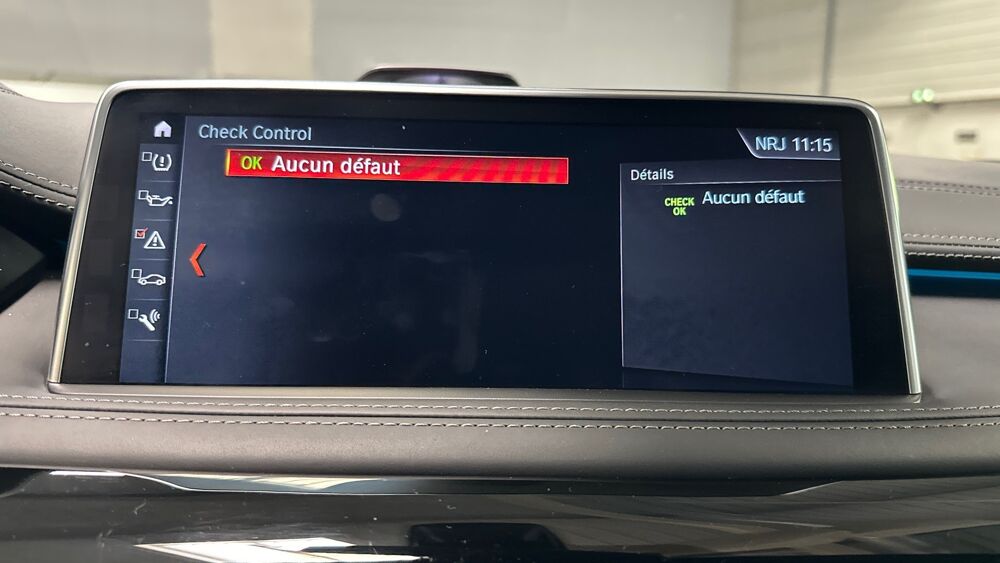 Check Control
NRJ 11:15
OK Aucun défaut
Détails
CHECK OK Aucun défaut